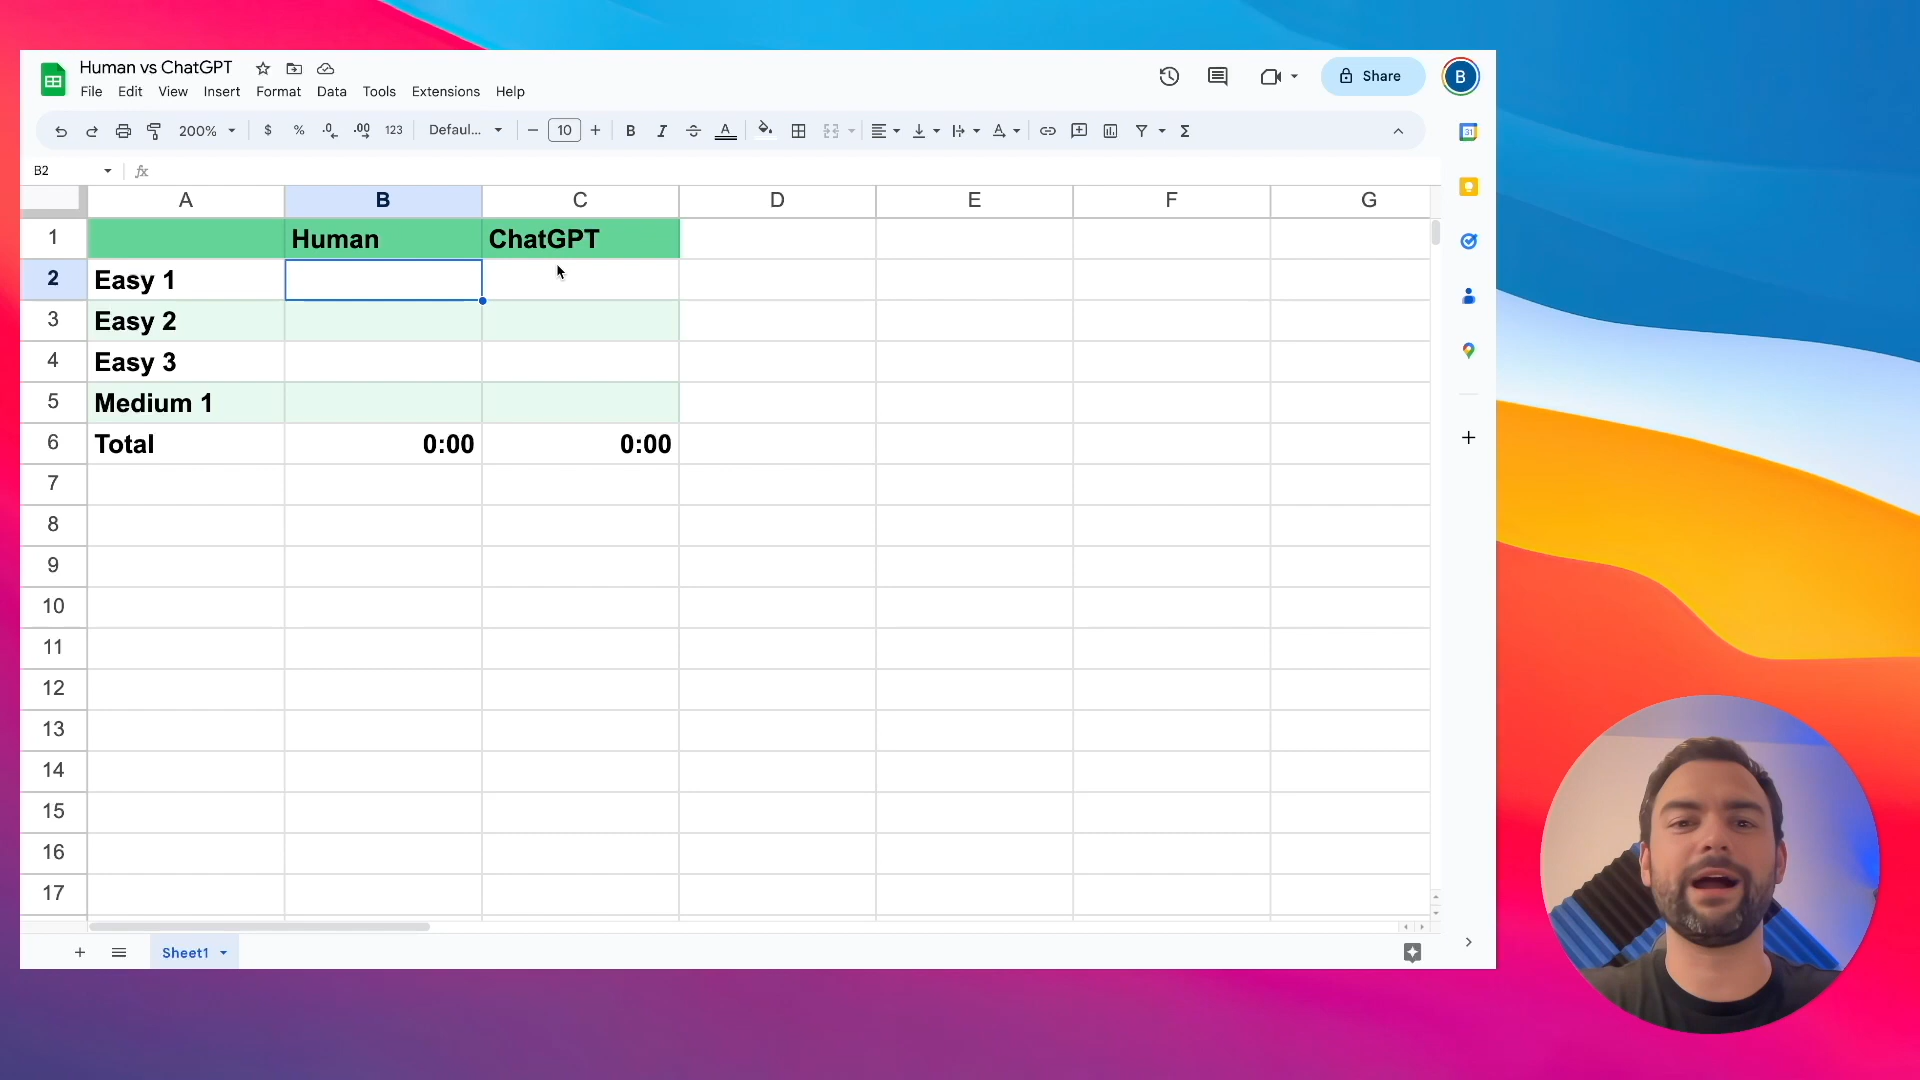 Human vs ChatGPT
File Edit View Insert Format Data Tools Extensions Help
Share
B
200% $ % .0 .00 123 Defaul... 10 B I A
31
B2 fx
A B C D E F G
1 Human ChatGPT
2 Easy 1
3 Easy 2
4 Easy 3
5 Medium 1
6 Total 0:00 0:00
7
8
9
10
11
12
13
14
15
16
17
Sheet1